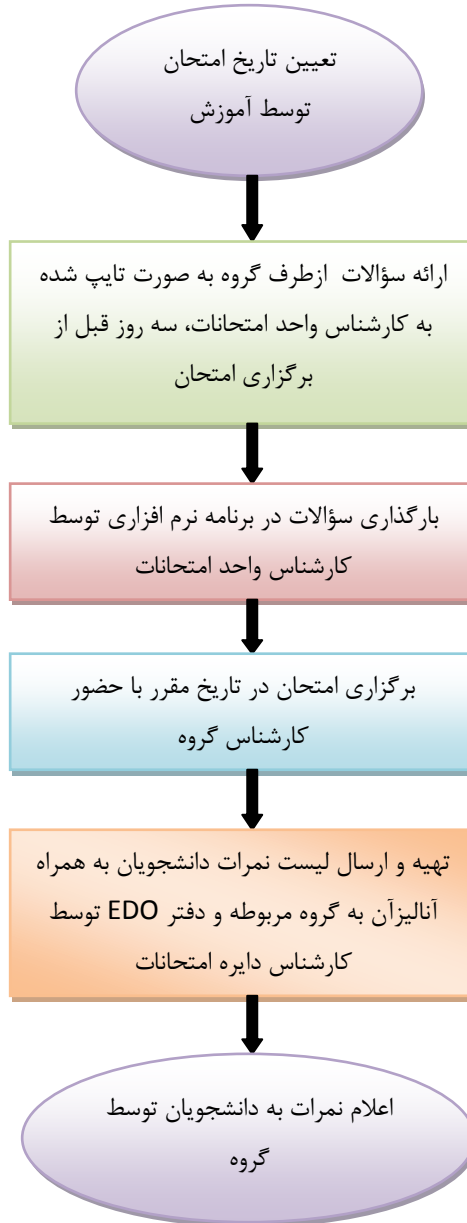 تعیین تاریخ امتحان
توسط آموزش
ارائه سؤالات ازطرف گروه به صورت تایپ شده
به کارشناس واحد امتحانات، سه روز قبل از
برگزاری امتحان
بارگذاری سؤالات در برنامه نرم افزاری توسط
کارشناس واحد امتحانات
برگزاری امتحان در تاریخ مقرر با حضور
کارشناس گروه
تهیه و ارسال لیست نمرات دانشجویان به همراه
آنالیزآن به گروه مربوطه و دفتر EDO توسط
کارشناس دایره امتحانات
اعلام نمرات به دانشجویان توسط
گروه